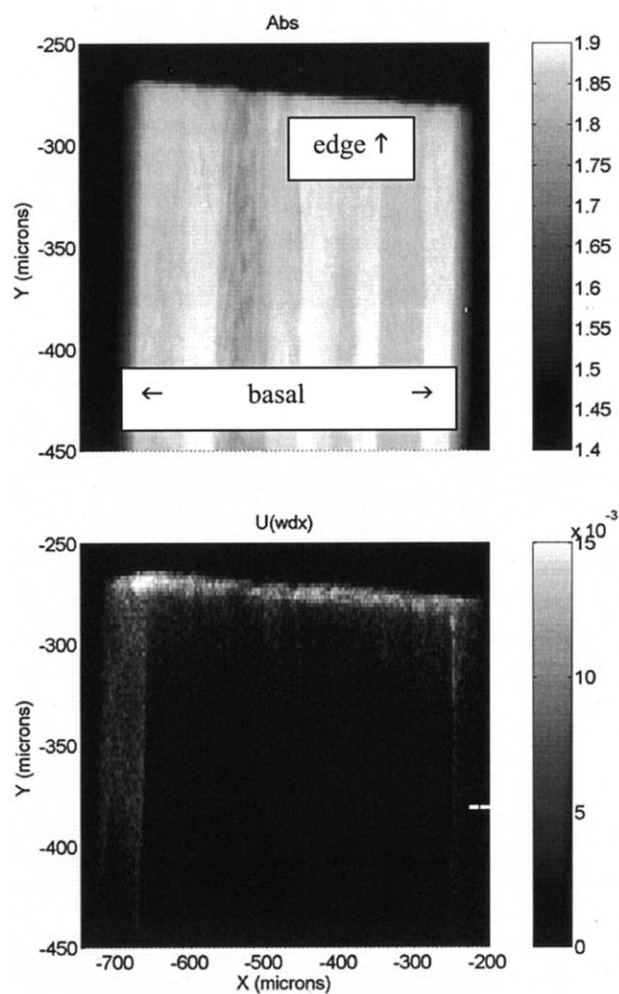 Abs
-250
-300
-350
-400
-450
Y (microns)
edge ↑
← basal →
1.9
1.85
1.8
1.75
1.7
1.65
1.6
1.55
1.5
1.45
1.4
U(wdx)
-250
-300
-350
-400
-450
Y (microns)
-700 -600 -500 -400 -300 -200
X (microns)
x 10⁻³
15
10
5
0